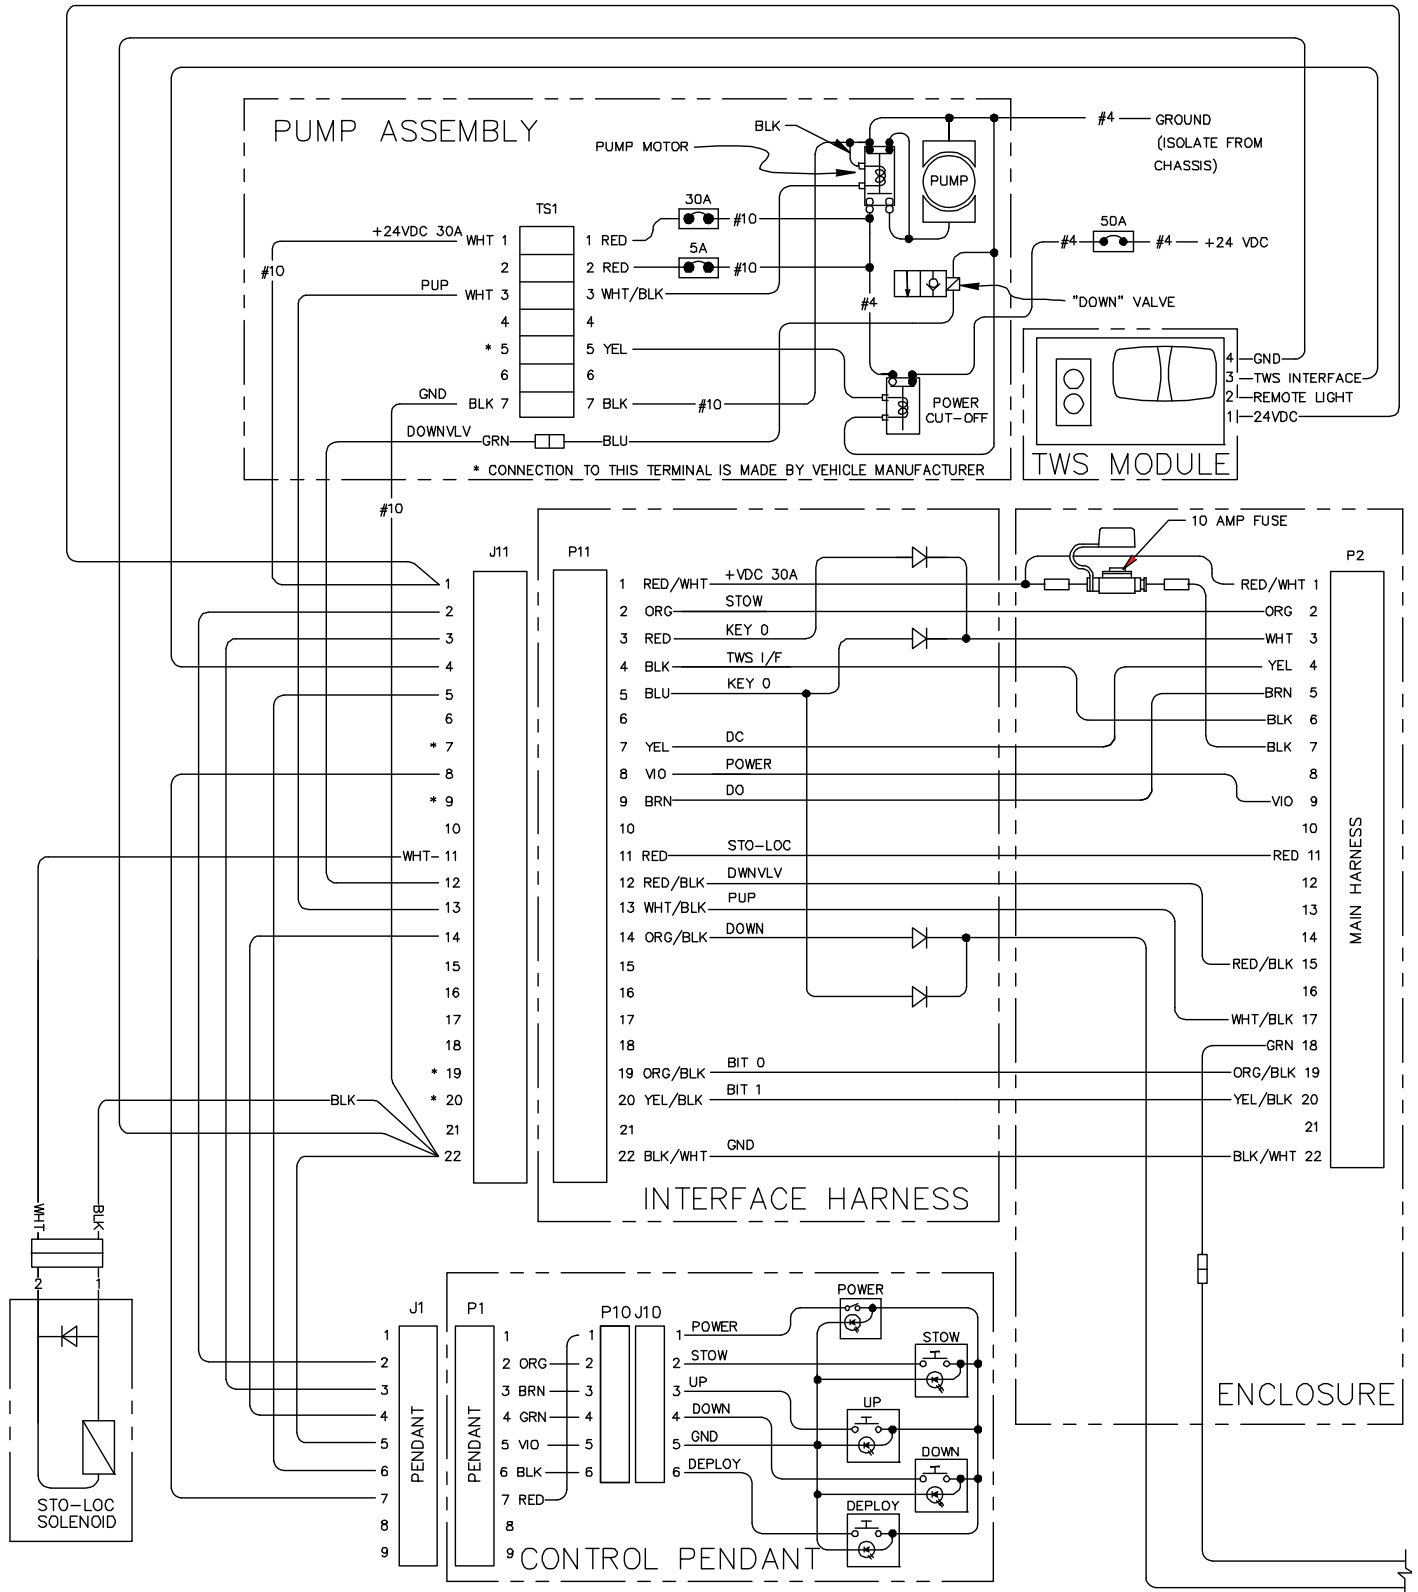 PUMP ASSEMBLY
BLK
PUMP MOTOR
PUMP
#4
GROUND
(ISOLATE FROM
CHASSIS)
TS1
30A
#10
+24VDC 30A
WHT 1
1 RED
5A
50A
#4
#4
+24 VDC
#10
2
2 RED
#10
PUP
WHT 3
3 WHT/BLK
#4
"DOWN" VALVE
4
4
* 5
5 YEL
6
6
GND
BLK 7
7 BLK
#10
POWER
CUT-OFF
DOWNVLV
GRN
BLU
* CONNECTION TO THIS TERMINAL IS MADE BY VEHICLE MANUFACTURER
4 GND
3 TWS INTERFACE
2 REMOTE LIGHT
1 24VDC
TWS MODULE
#10
J11
P11
10 AMP FUSE
P2
1
1 RED/WHT
+VDC 30A
RED/WHT 1
2
2 ORG
STOW
ORG 2
3
3 RED
KEY 0
WHT 3
4
4 BLK
TWS I/F
YEL 4
5
5 BLU
KEY 0
BRN 5
6
6
BLK 6
* 7
7 YEL
DC
BLK 7
8
8 VIO
POWER
8
* 9
9 BRN
DO
VIO 9
10
10
10
WHT 11
11 RED
STO-LOC
RED 11
12
12 RED/BLK
DWNVLV
12
13
13 WHT/BLK
PUP
13
14
14 ORG/BLK
DOWN
14
15
15
RED/BLK 15
16
16
16
17
17
WHT/BLK 17
18
18
GRN 18
* 19
19 ORG/BLK
BIT 0
ORG/BLK 19
BLK
* 20
20 YEL/BLK
BIT 1
YEL/BLK 20
21
21
21
22
22 BLK/WHT
GND
BLK/WHT 22
MAIN HARNESS
INTERFACE HARNESS
ENCLOSURE
WHT
BLK
2
1
STO-LOC
SOLENOID
J1
P1
P10
J10
1
1
1
1 POWER
2
2 ORG
2
2 STOW
3
3 BRN
3
3 UP
4
4 GRN
4
4 DOWN
5
5 VIO
5
5 GND
6
6 BLK
6
6 DEPLOY
7
7 RED
8
8
9
9
PENDANT
PENDANT
POWER
STOW
UP
DOWN
DEPLOY
CONTROL PENDANT